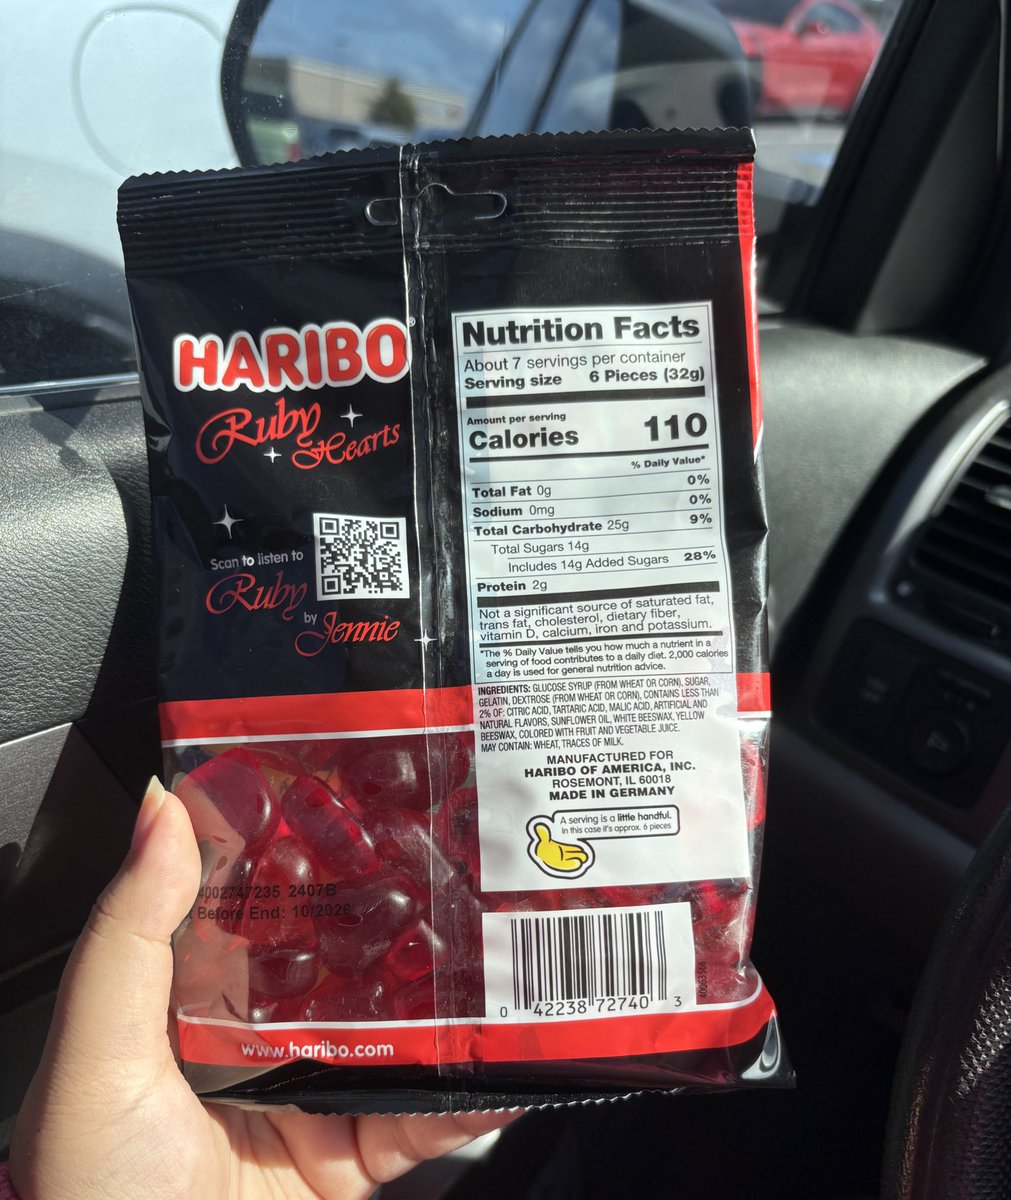 HARIBO®
Ruby
Hearts
Scan to listen to
Ruby
by
Jennie
4002747235 2407B
Before End: 10/2026
www.haribo.com
Nutrition Facts
About 7 servings per container
Serving size 6 Pieces (32g)
Amount per serving
Calories 110
% Daily Value*
Total Fat 0g 0%
Sodium 0mg 0%
Total Carbohydrate 25g 9%
Total Sugars 14g
Includes 14g Added Sugars 28%
Protein 2g
Not a significant source of saturated fat,
trans fat, cholesterol, dietary fiber,
vitamin D, calcium, iron and potassium.
*The % Daily Value tells you how much a nutrient in a
serving of food contributes to a daily diet. 2,000 calories
a day is used for general nutrition advice.
INGREDIENTS: GLUCOSE SYRUP (FROM WHEAT OR CORN), SUGAR,
GELATIN, DEXTROSE (FROM WHEAT OR CORN), CONTAINS LESS THAN
2% OF: CITRIC ACID, TARTARIC ACID, MALIC ACID, ARTIFICIAL AND
NATURAL FLAVORS, SUNFLOWER OIL, WHITE BEESWAX, YELLOW
BEESWAX, COLORED WITH FRUIT AND VEGETABLE JUICE.
MAY CONTAIN: WHEAT, TRACES OF MILK.
MANUFACTURED FOR
HARIBO OF AMERICA, INC.
ROSEMONT, IL 60018
MADE IN GERMANY
A serving is a little handful.
In this case it's approx. 6 pieces
0 42238 72740 3